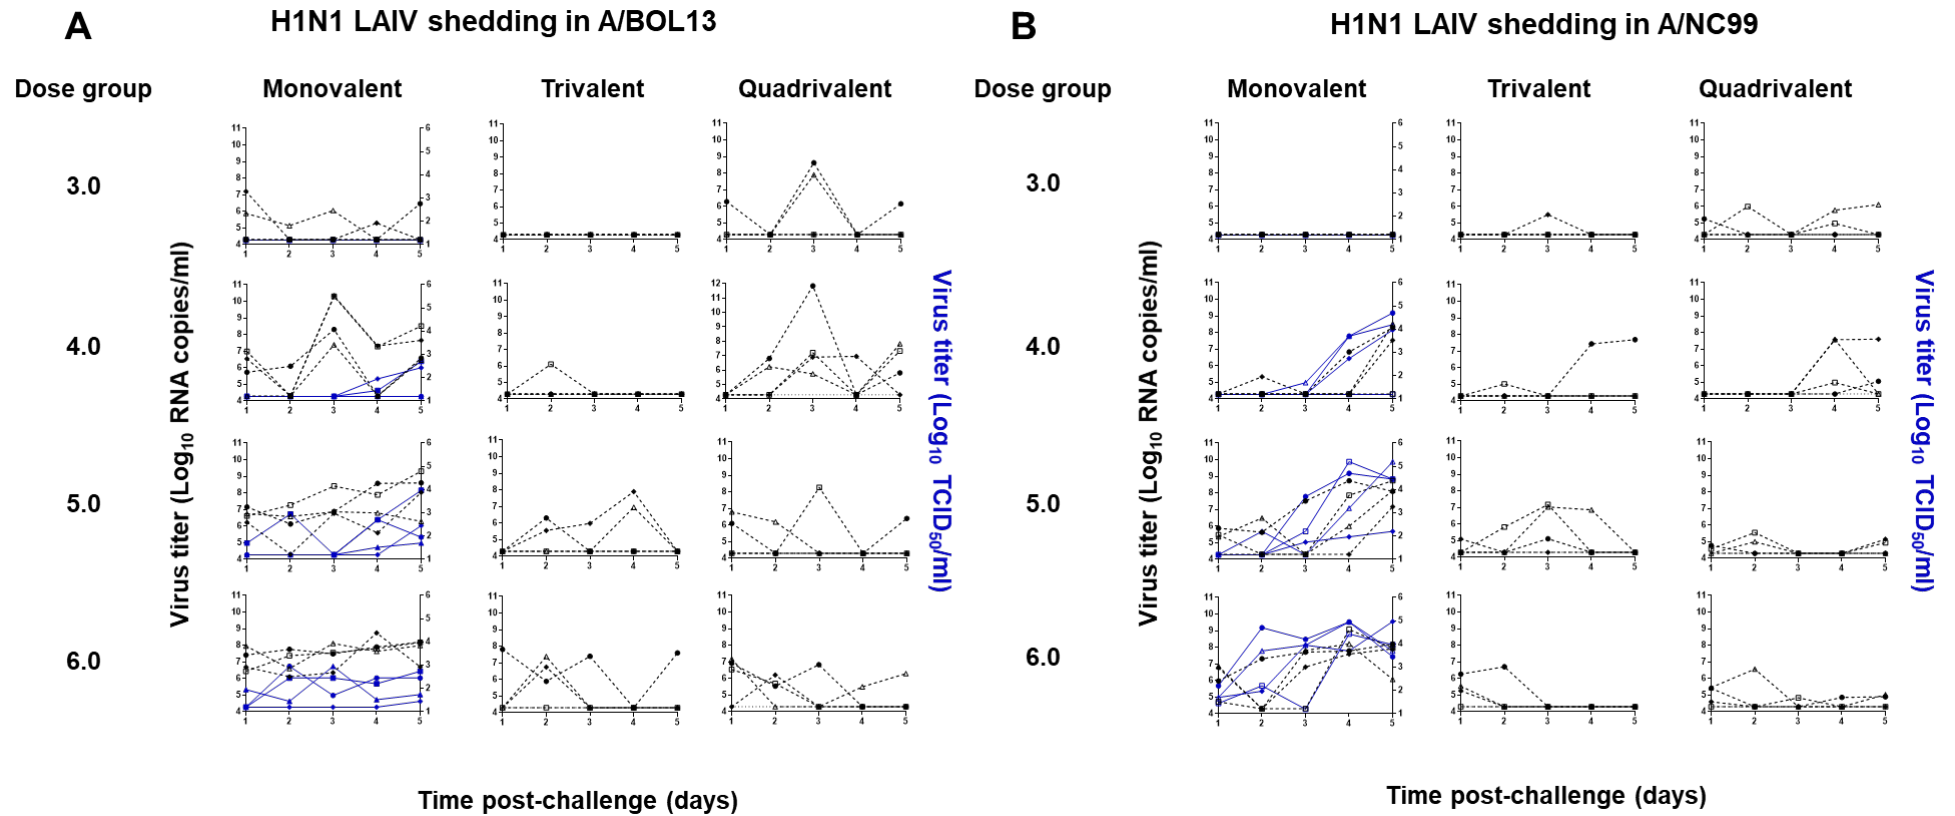 A
H1N1 LAIV shedding in A/BOL13
B
H1N1 LAIV shedding in A/NC99
Dose group
Monovalent
Trivalent
Quadrivalent
Dose group
Monovalent
Trivalent
Quadrivalent
3.0
4.0
5.0
6.0
3.0
4.0
5.0
6.0
Virus titer (Log10 RNA copies/ml)
Virus titer (Log10 TCID50/ml)
Virus titer (Log10 RNA copies/ml)
Virus titer (Log10 TCID50/ml)
Time post-challenge (days)
Time post-challenge (days)